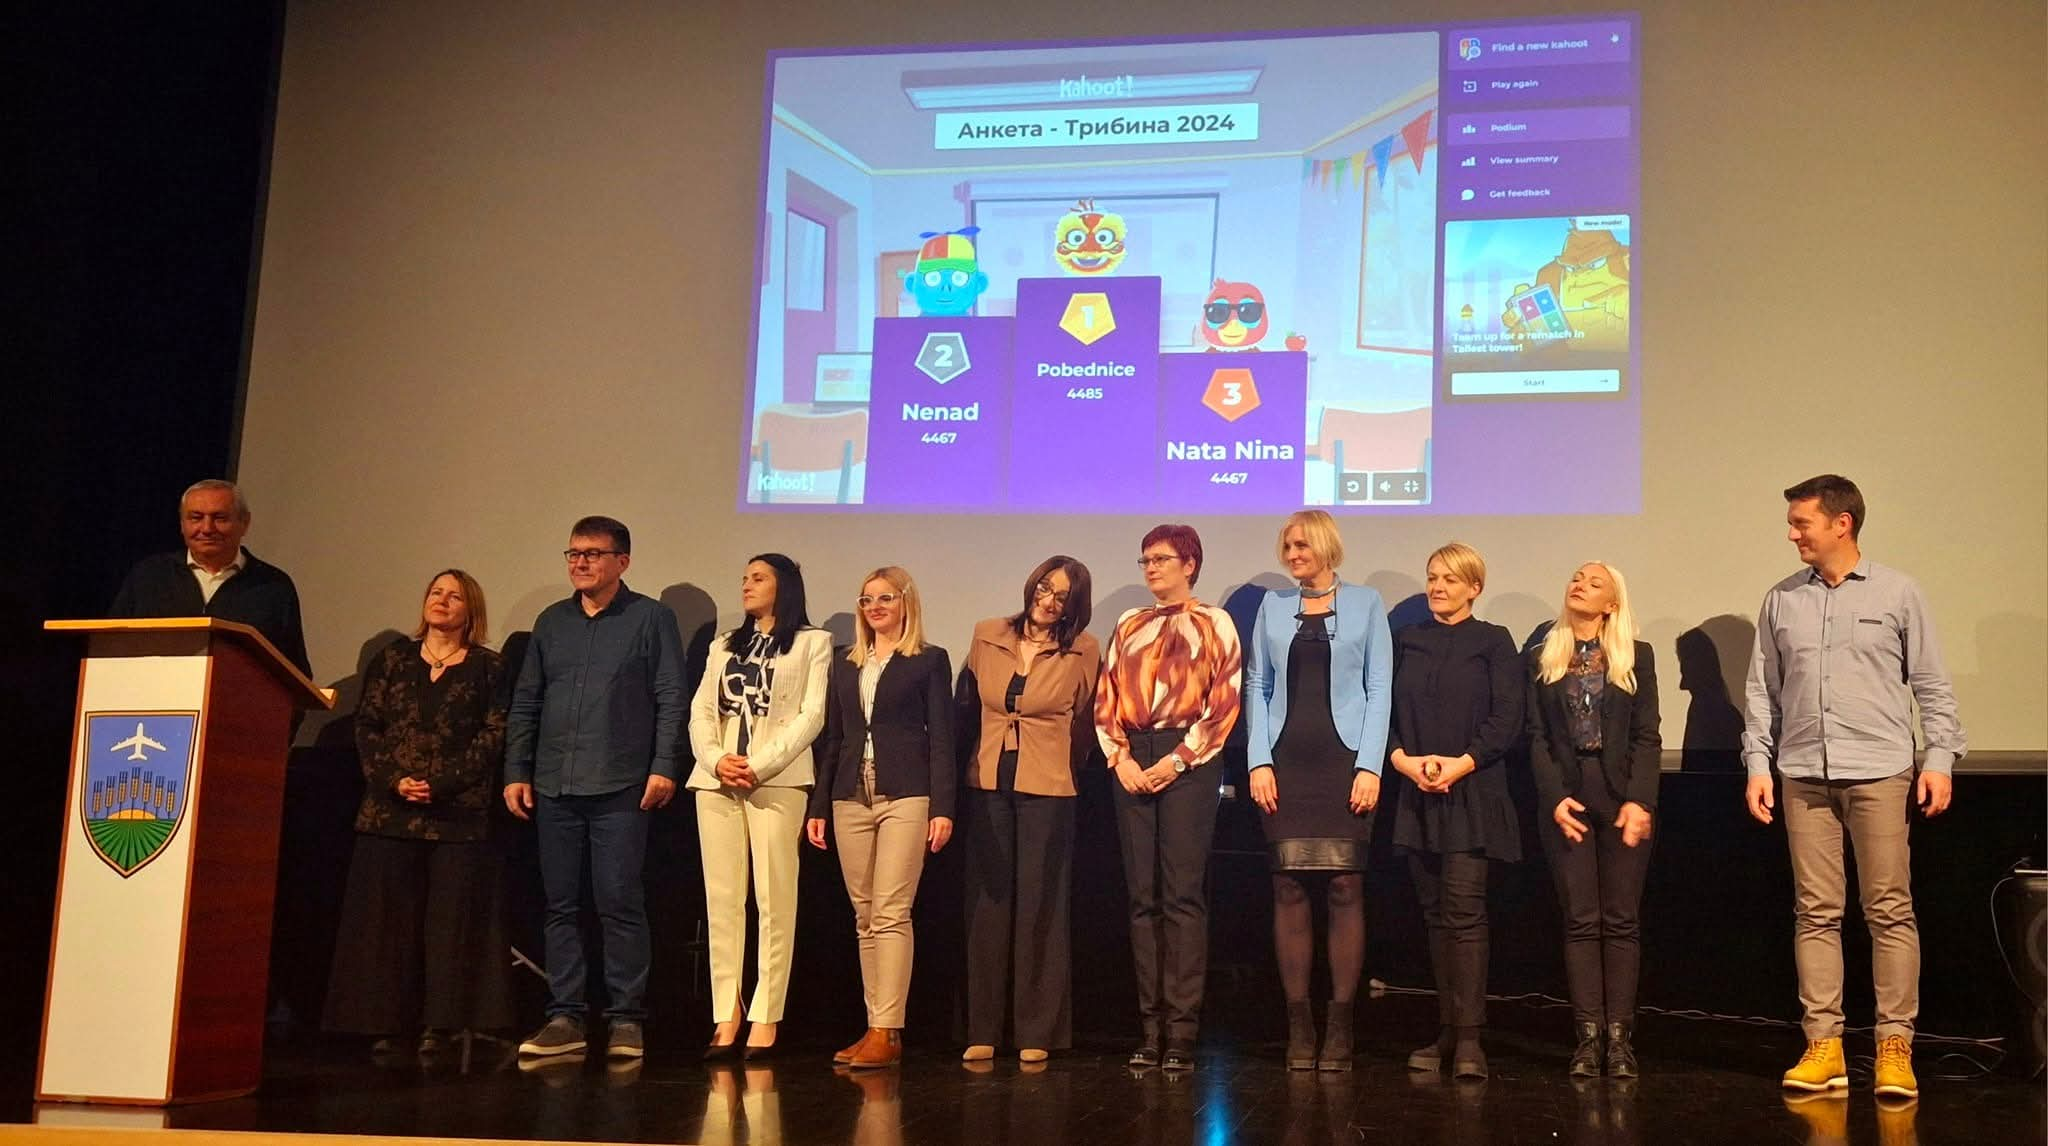 Kahoot!
Анкета - Трибина 2024
1
Pobednice
4485
2
Nenad
4467
3
Nata Nina
4467
Kahoot!
Find a new kahoot
Play again
Podium
View summary
Get feedback
New mode!
Team up for a rematch in
Tallest tower!
Start